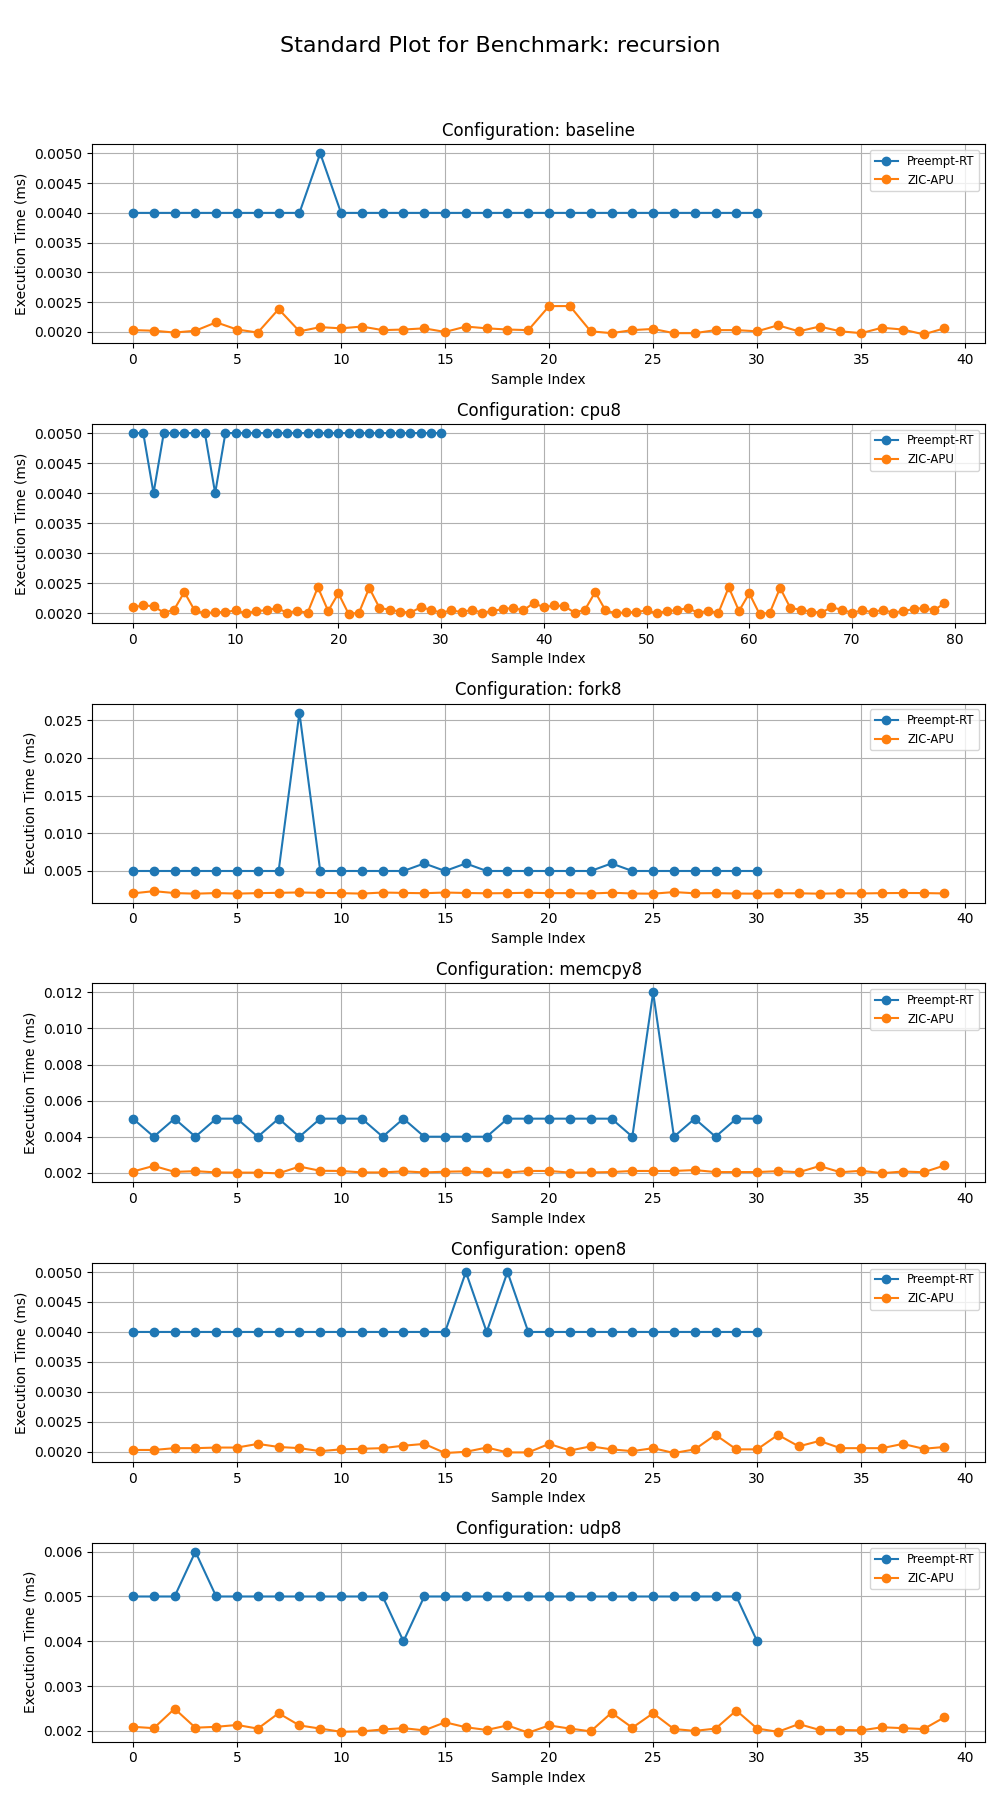 Standard Plot for Benchmark: recursion
Configuration: baseline
Execution Time (ms)
0.0050
0.0045
0.0040
0.0035
0.0030
0.0025
0.0020
Preempt-RT
ZIC-APU
0 5 10 15 20 25 30 35 40
Sample Index
Configuration: cpu8
Execution Time (ms)
0.0050
0.0045
0.0040
0.0035
0.0030
0.0025
0.0020
Preempt-RT
ZIC-APU
0 10 20 30 40 50 60 70 80
Sample Index
Configuration: fork8
Execution Time (ms)
0.025
0.020
0.015
0.010
0.005
Preempt-RT
ZIC-APU
0 5 10 15 20 25 30 35 40
Sample Index
Configuration: memcpy8
Execution Time (ms)
0.012
0.010
0.008
0.006
0.004
0.002
Preempt-RT
ZIC-APU
0 5 10 15 20 25 30 35 40
Sample Index
Configuration: open8
Execution Time (ms)
0.0050
0.0045
0.0040
0.0035
0.0030
0.0025
0.0020
Preempt-RT
ZIC-APU
0 5 10 15 20 25 30 35 40
Sample Index
Configuration: udp8
Execution Time (ms)
0.006
0.005
0.004
0.003
0.002
Preempt-RT
ZIC-APU
0 5 10 15 20 25 30 35 40
Sample Index